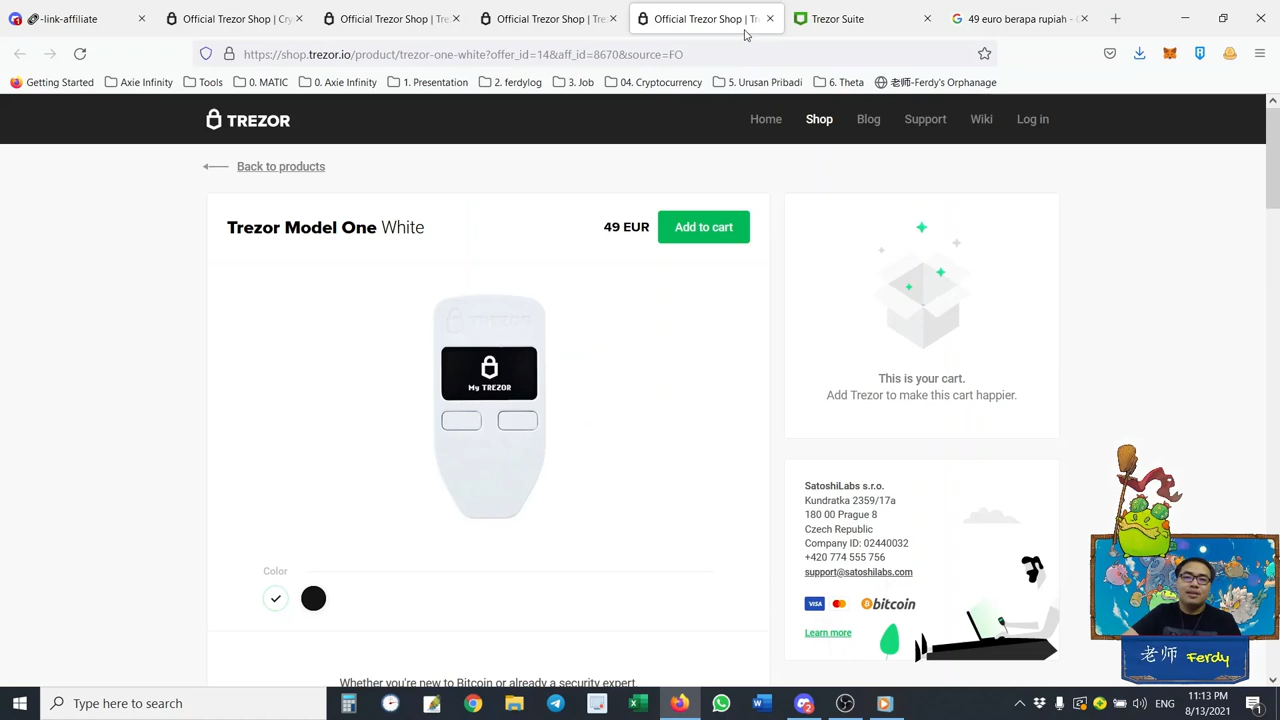 -link-affiliate
Official Trezor Shop | Cry
Official Trezor Shop | Tre
Official Trezor Shop | Tre
Official Trezor Shop | Tre
Trezor Suite
49 euro berapa rupiah -
https://shop.trezor.io/product/trezor-one-white?offer_id=14&aff_id=8670&source=FO
Getting Started
Axie Infinity
Tools
0. MATIC
0. Axie Infinity
1. Presentation
2. ferdylog
3. Job
04. Cryptocurrency
5. Urusan Pribadi
6. Theta
老师-Ferdy's Orphanage
TREZOR
Home
Shop
Blog
Support
Wiki
Log in
Back to products
Trezor Model One White
49 EUR
Add to cart
TREZOR
My TREZOR
Color
Whether you're new to Bitcoin or already a security expert,
This is your cart.
Add Trezor to make this cart happier.
SatoshiLabs s.r.o.
Kundratka 2359/17a
180 00 Prague 8
Czech Republic
Company ID: 02440032
+420 774 555 756
support@satoshilabs.com
VISA
bitcoin
Learn more
老师 Ferdy
Type here to search
ENG
11:13 PM
8/13/2021